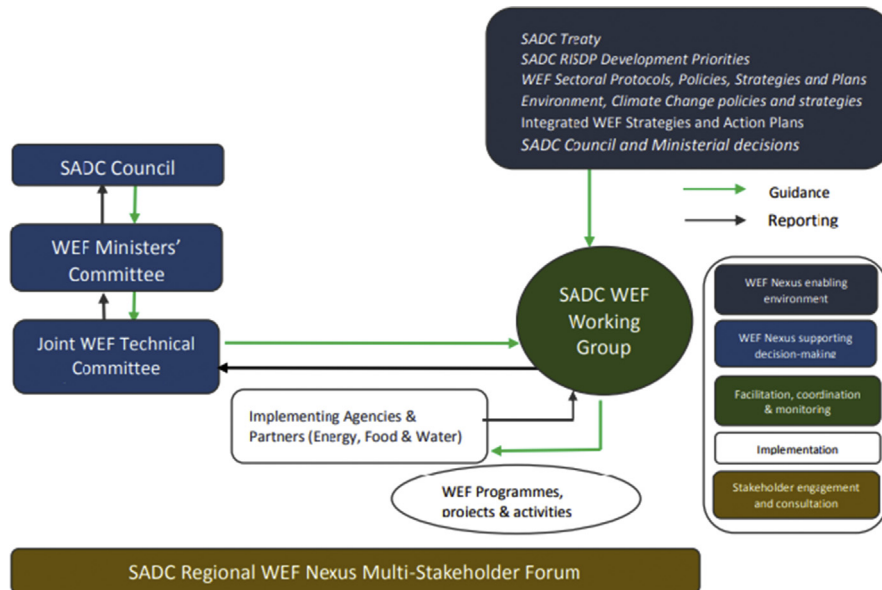 SADC Treaty
SADC RISDP Development Priorities
WEF Sectoral Protocols, Policies, Strategies and Plans
Environment, Climate Change policies and strategies
Integrated WEF Strategies and Action Plans
SADC Council and Ministerial decisions
SADC Council
WEF Ministers'
Committee
Joint WEF Technical
Committee
SADC WEF
Working
Group
Guidance
Reporting
WEF Nexus enabling
environment
WEF Nexus supporting
decision-making
Facilitation, coordination
& monitoring
Implementation
Stakeholder engagement
and consultation
Implementing Agencies &
Partners (Energy, Food & Water)
WEF Programmes,
projects & activities
SADC Regional WEF Nexus Multi-Stakeholder Forum